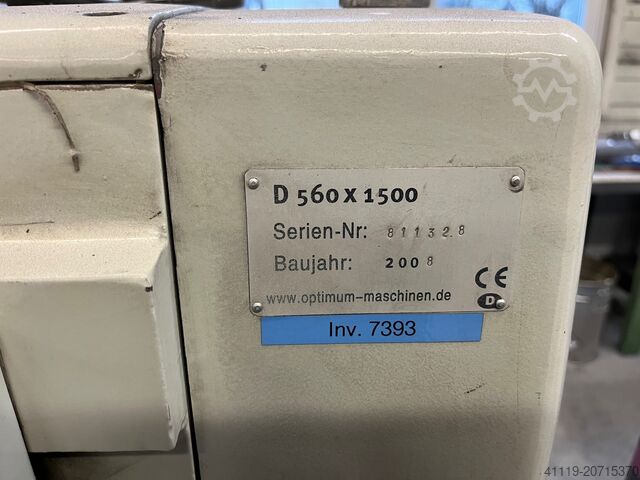 D 560 X 1500
Serien-Nr: 811328
Baujahr: 2008
CE
www.optimum-maschinen.de
D
Inv. 7393
41119-20715370